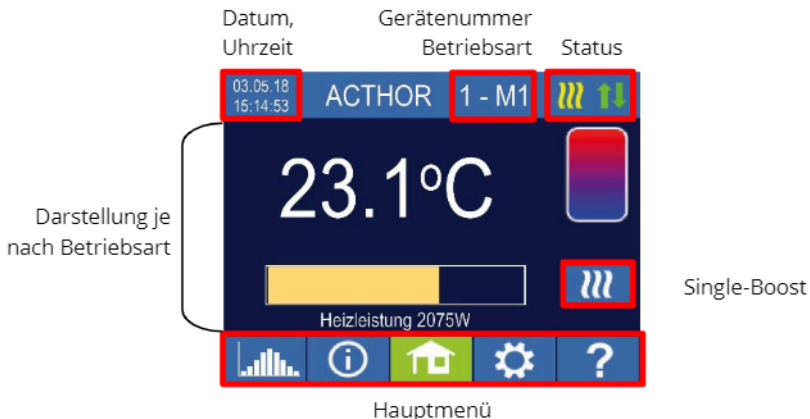 Datum,
Uhrzeit
Gerätenummer
Betriebsart
Status
03.05.18
15:14:53
ACTHOR
1 - M1
Darstellung je
nach Betriebsart
23.1°C
Single-Boost
Heizleistung 2075W
?
Hauptmenü